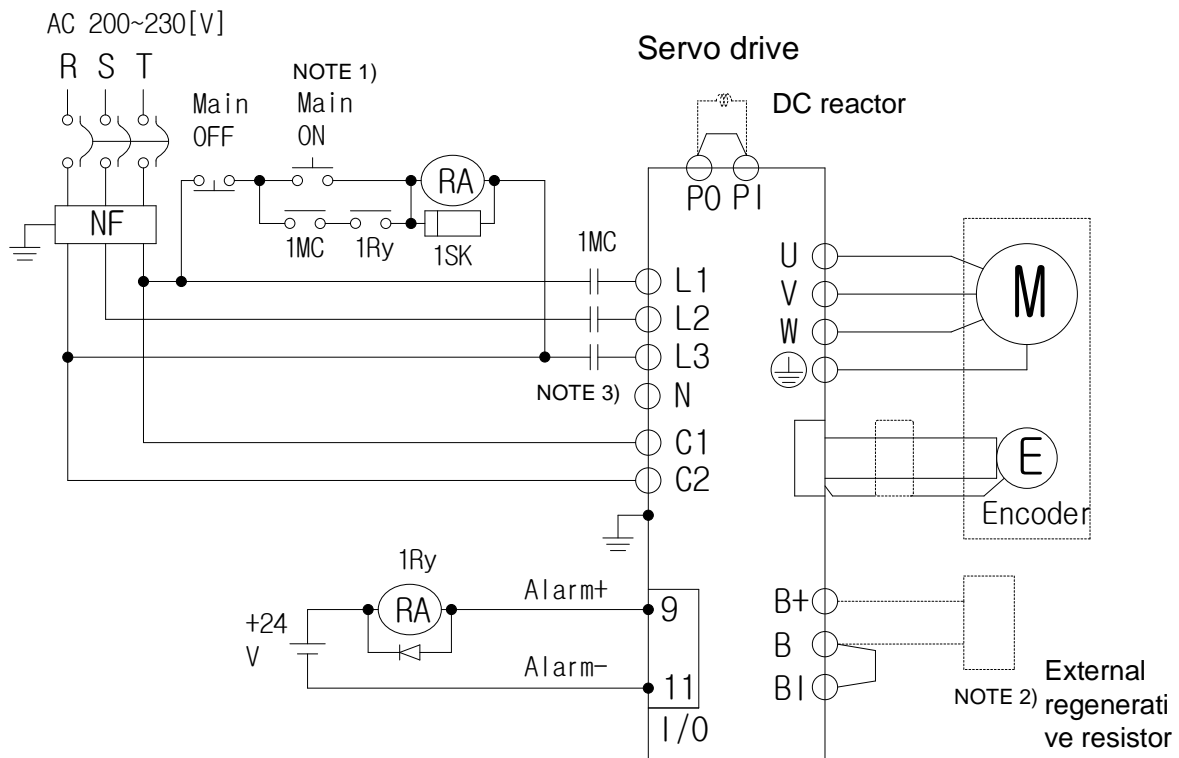 AC 200~230[V]
R S T
Servo drive
NOTE 1)
Main
OFF
Main
ON
DC reactor
RA
PO PI
NF
1MC
1Ry
1SK
1MC
L1
L2
L3
NOTE 3)
N
C1
C2
U
V
W
M
E
Encoder
1Ry
RA
+24
V
Alarm+
Alarm-
9
11
I/O
B+
B
BI
NOTE 2)
External
regenerati
ve resistor